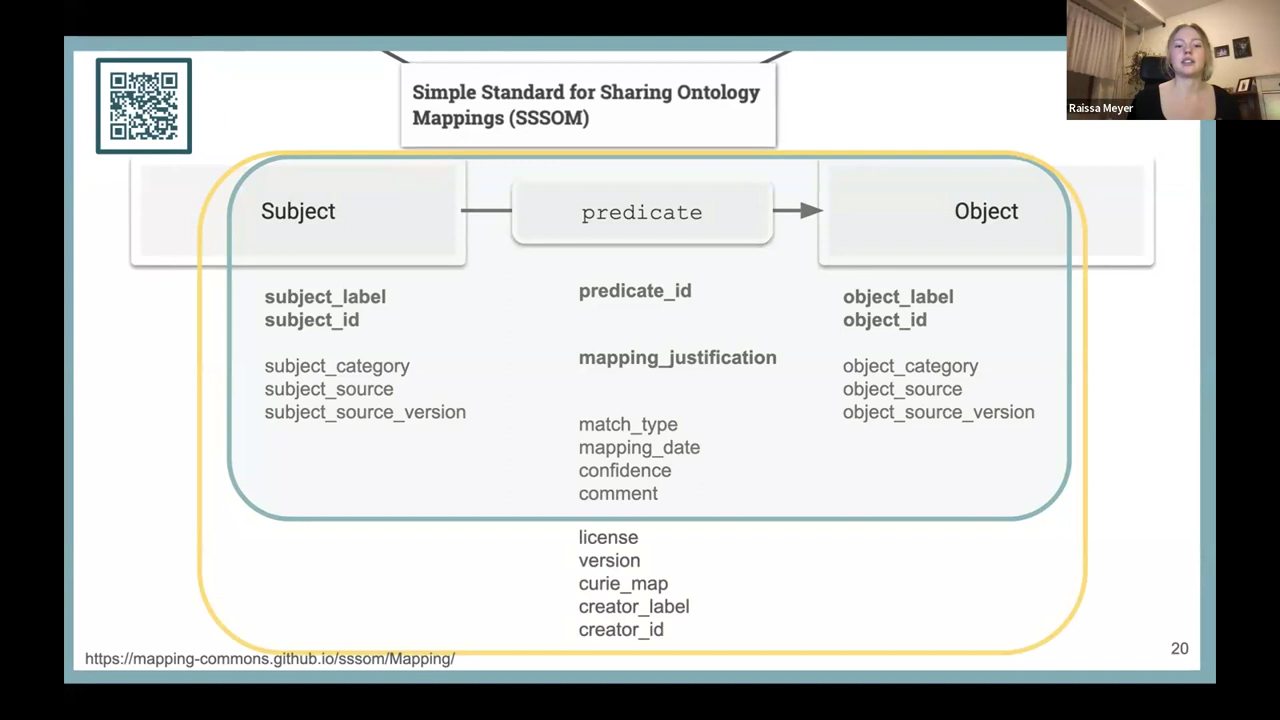 Simple Standard for Sharing Ontology
Mappings (SSSOM)
Raissa Meyer
Subject
predicate
Object
subject_label
subject_id
subject_category
subject_source
subject_source_version
predicate_id
mapping_justification
match_type
mapping_date
confidence
comment
object_label
object_id
object_category
object_source
object_source_version
license
version
curie_map
creator_label
creator_id
https://mapping-commons.github.io/sssom/Mapping/
20